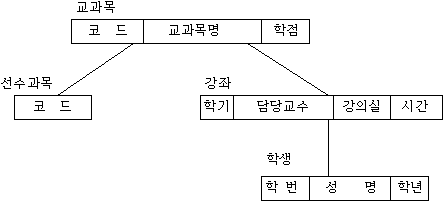 교과목
코 드 교과목명 학점
선수과목 강좌
코 드 학기 담당교수 강의실 시간
학생
학 번 성 명 학년